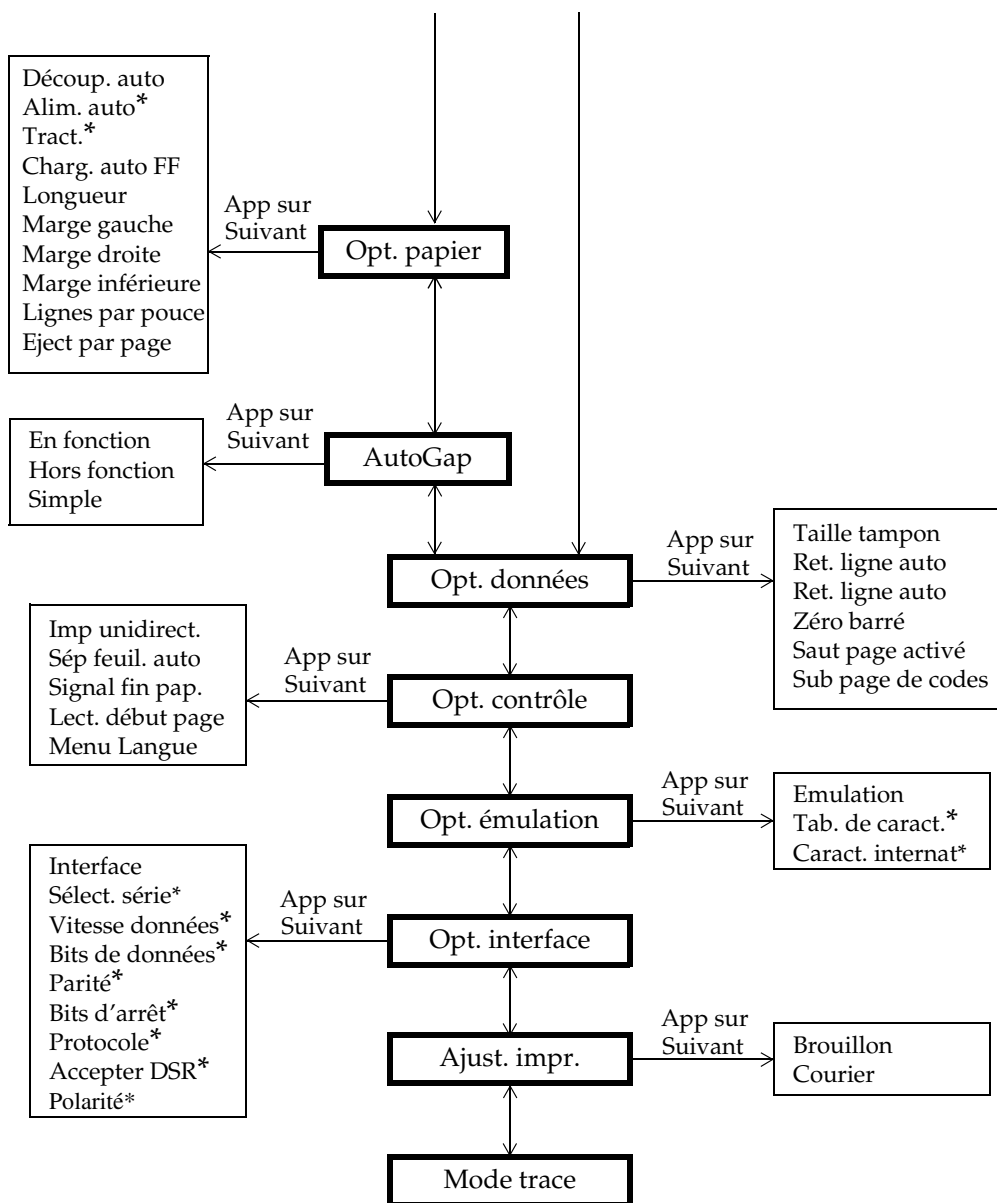 Découp. auto
Alim. auto*
Tract.*
Charg. auto FF
Longueur
Marge gauche
Marge droite
Marge inférieure
Lignes par pouce
Eject par page
App sur
Suivant
Opt. papier
En fonction
Hors fonction
Simple
App sur
Suivant
AutoGap
Opt. données
App sur
Suivant
Taille tampon
Ret. ligne auto
Ret. ligne auto
Zéro barré
Saut page activé
Sub page de codes
Imp unidirect.
Sép feuil. auto
Signal fin pap.
Lect. début page
Menu Langue
App sur
Suivant
Opt. contrôle
Opt. émulation
App sur
Suivant
Emulation
Tab. de caract.*
Caract. internat*
Interface
Sélect. série*
Vitesse données*
Bits de données*
Parité*
Bits d'arrêt*
Protocole*
Accepter DSR*
Polarité*
App sur
Suivant
Opt. interface
Ajust. impr.
App sur
Suivant
Brouillon
Courier
Mode trace